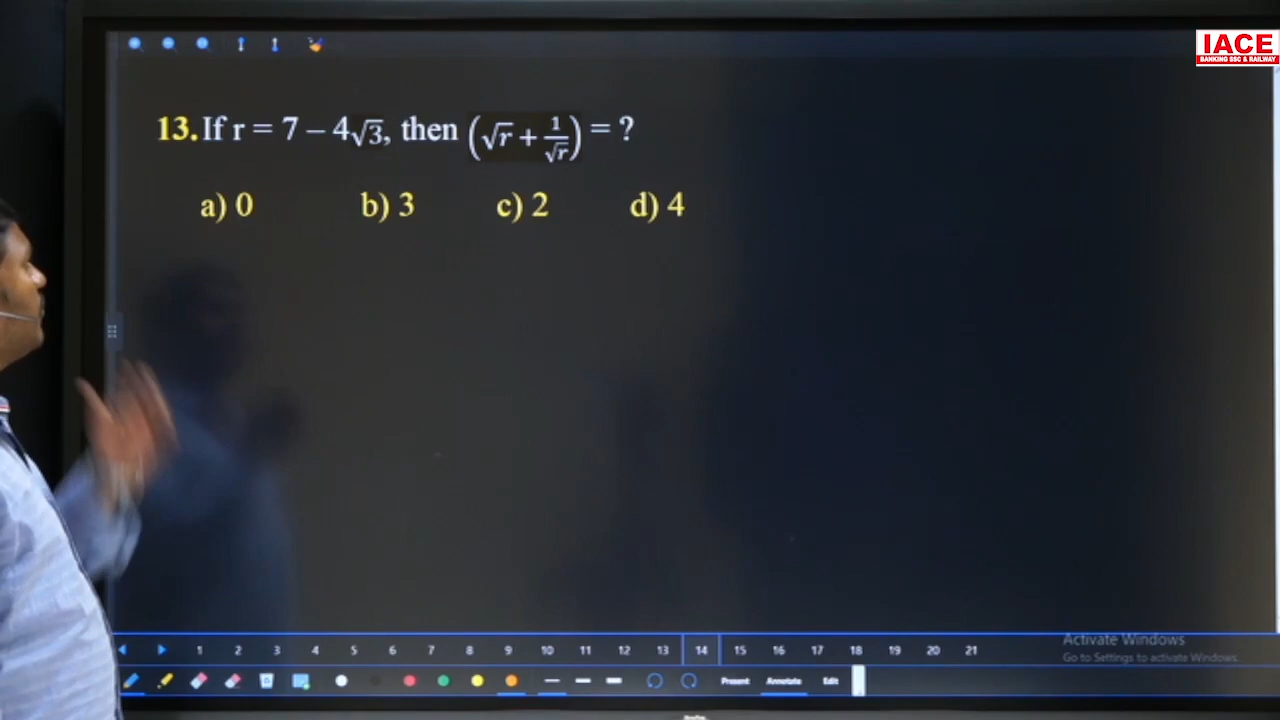 IACE
BANKING SSC & RAILWAY
13. If r = 7 – 4√3, then (√r + 1/√r) = ?
a) 0 b) 3 c) 2 d) 4
Activate Windows
Go to Settings to activate Windows.
1 2 3 4 5 6 7 8 9 10 11 12 13 14 15 16 17 18 19 20 21
Present Annotate Edit